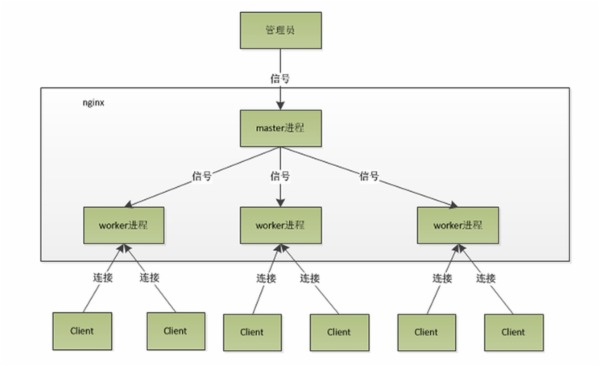 管理员
信号
nginx
master进程
信号
信号
信号
worker进程
worker进程
worker进程
连接
连接
连接
连接
连接
连接
Client
Client
Client
Client
Client
Client